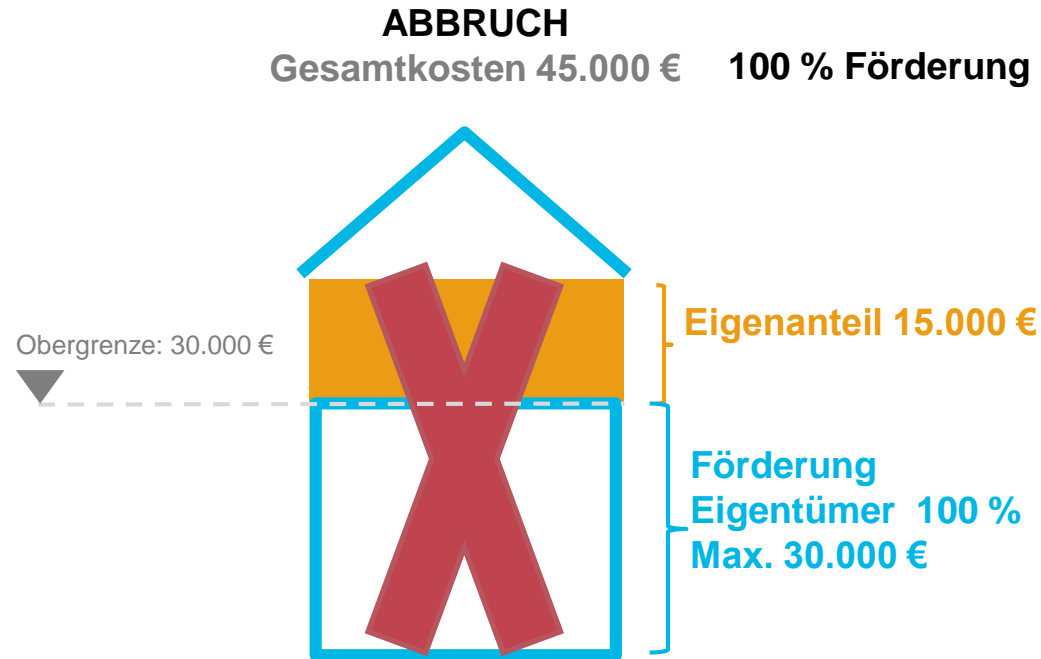 ABBRUCH
Gesamtkosten 45.000 €
100 % Förderung
Eigenanteil 15.000 €
Obergrenze: 30.000 €
Förderung
Eigentümer 100 %
Max. 30.000 €